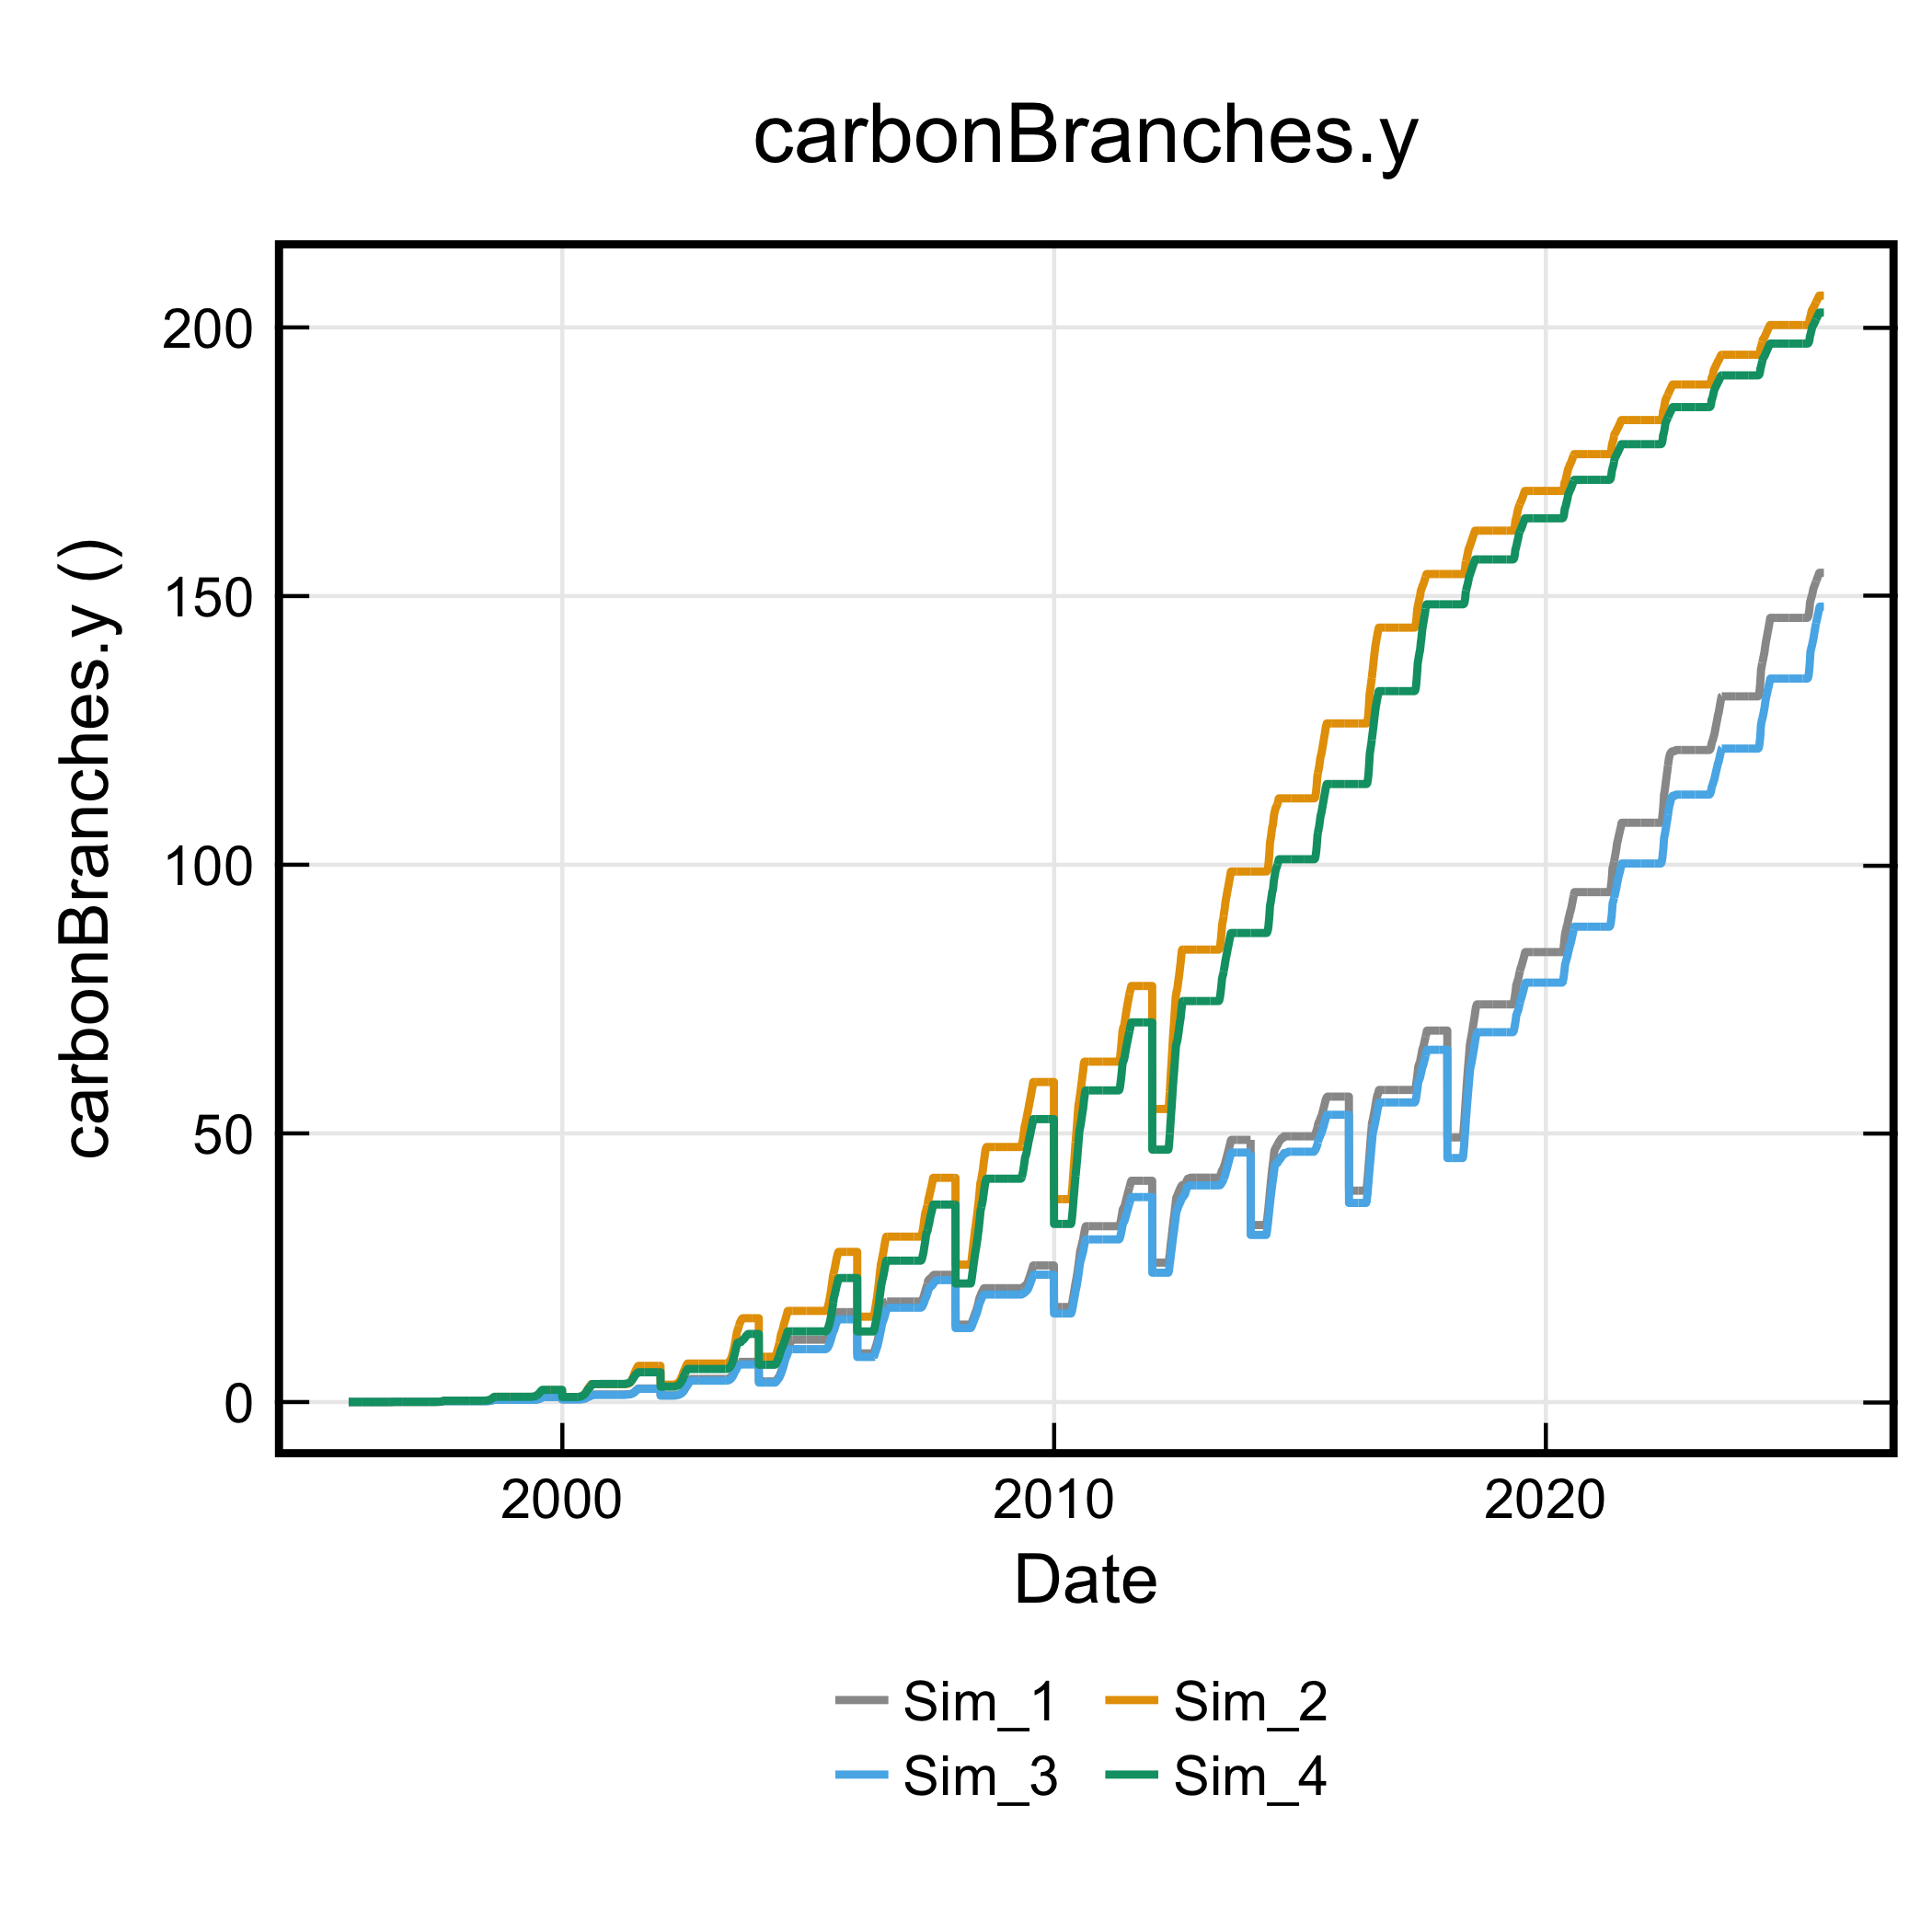 carbonBranches.y
carbonBranches.y ()
200
150
100
50
0
2000 2010 2020
Date
Sim_1 Sim_2
Sim_3 Sim_4